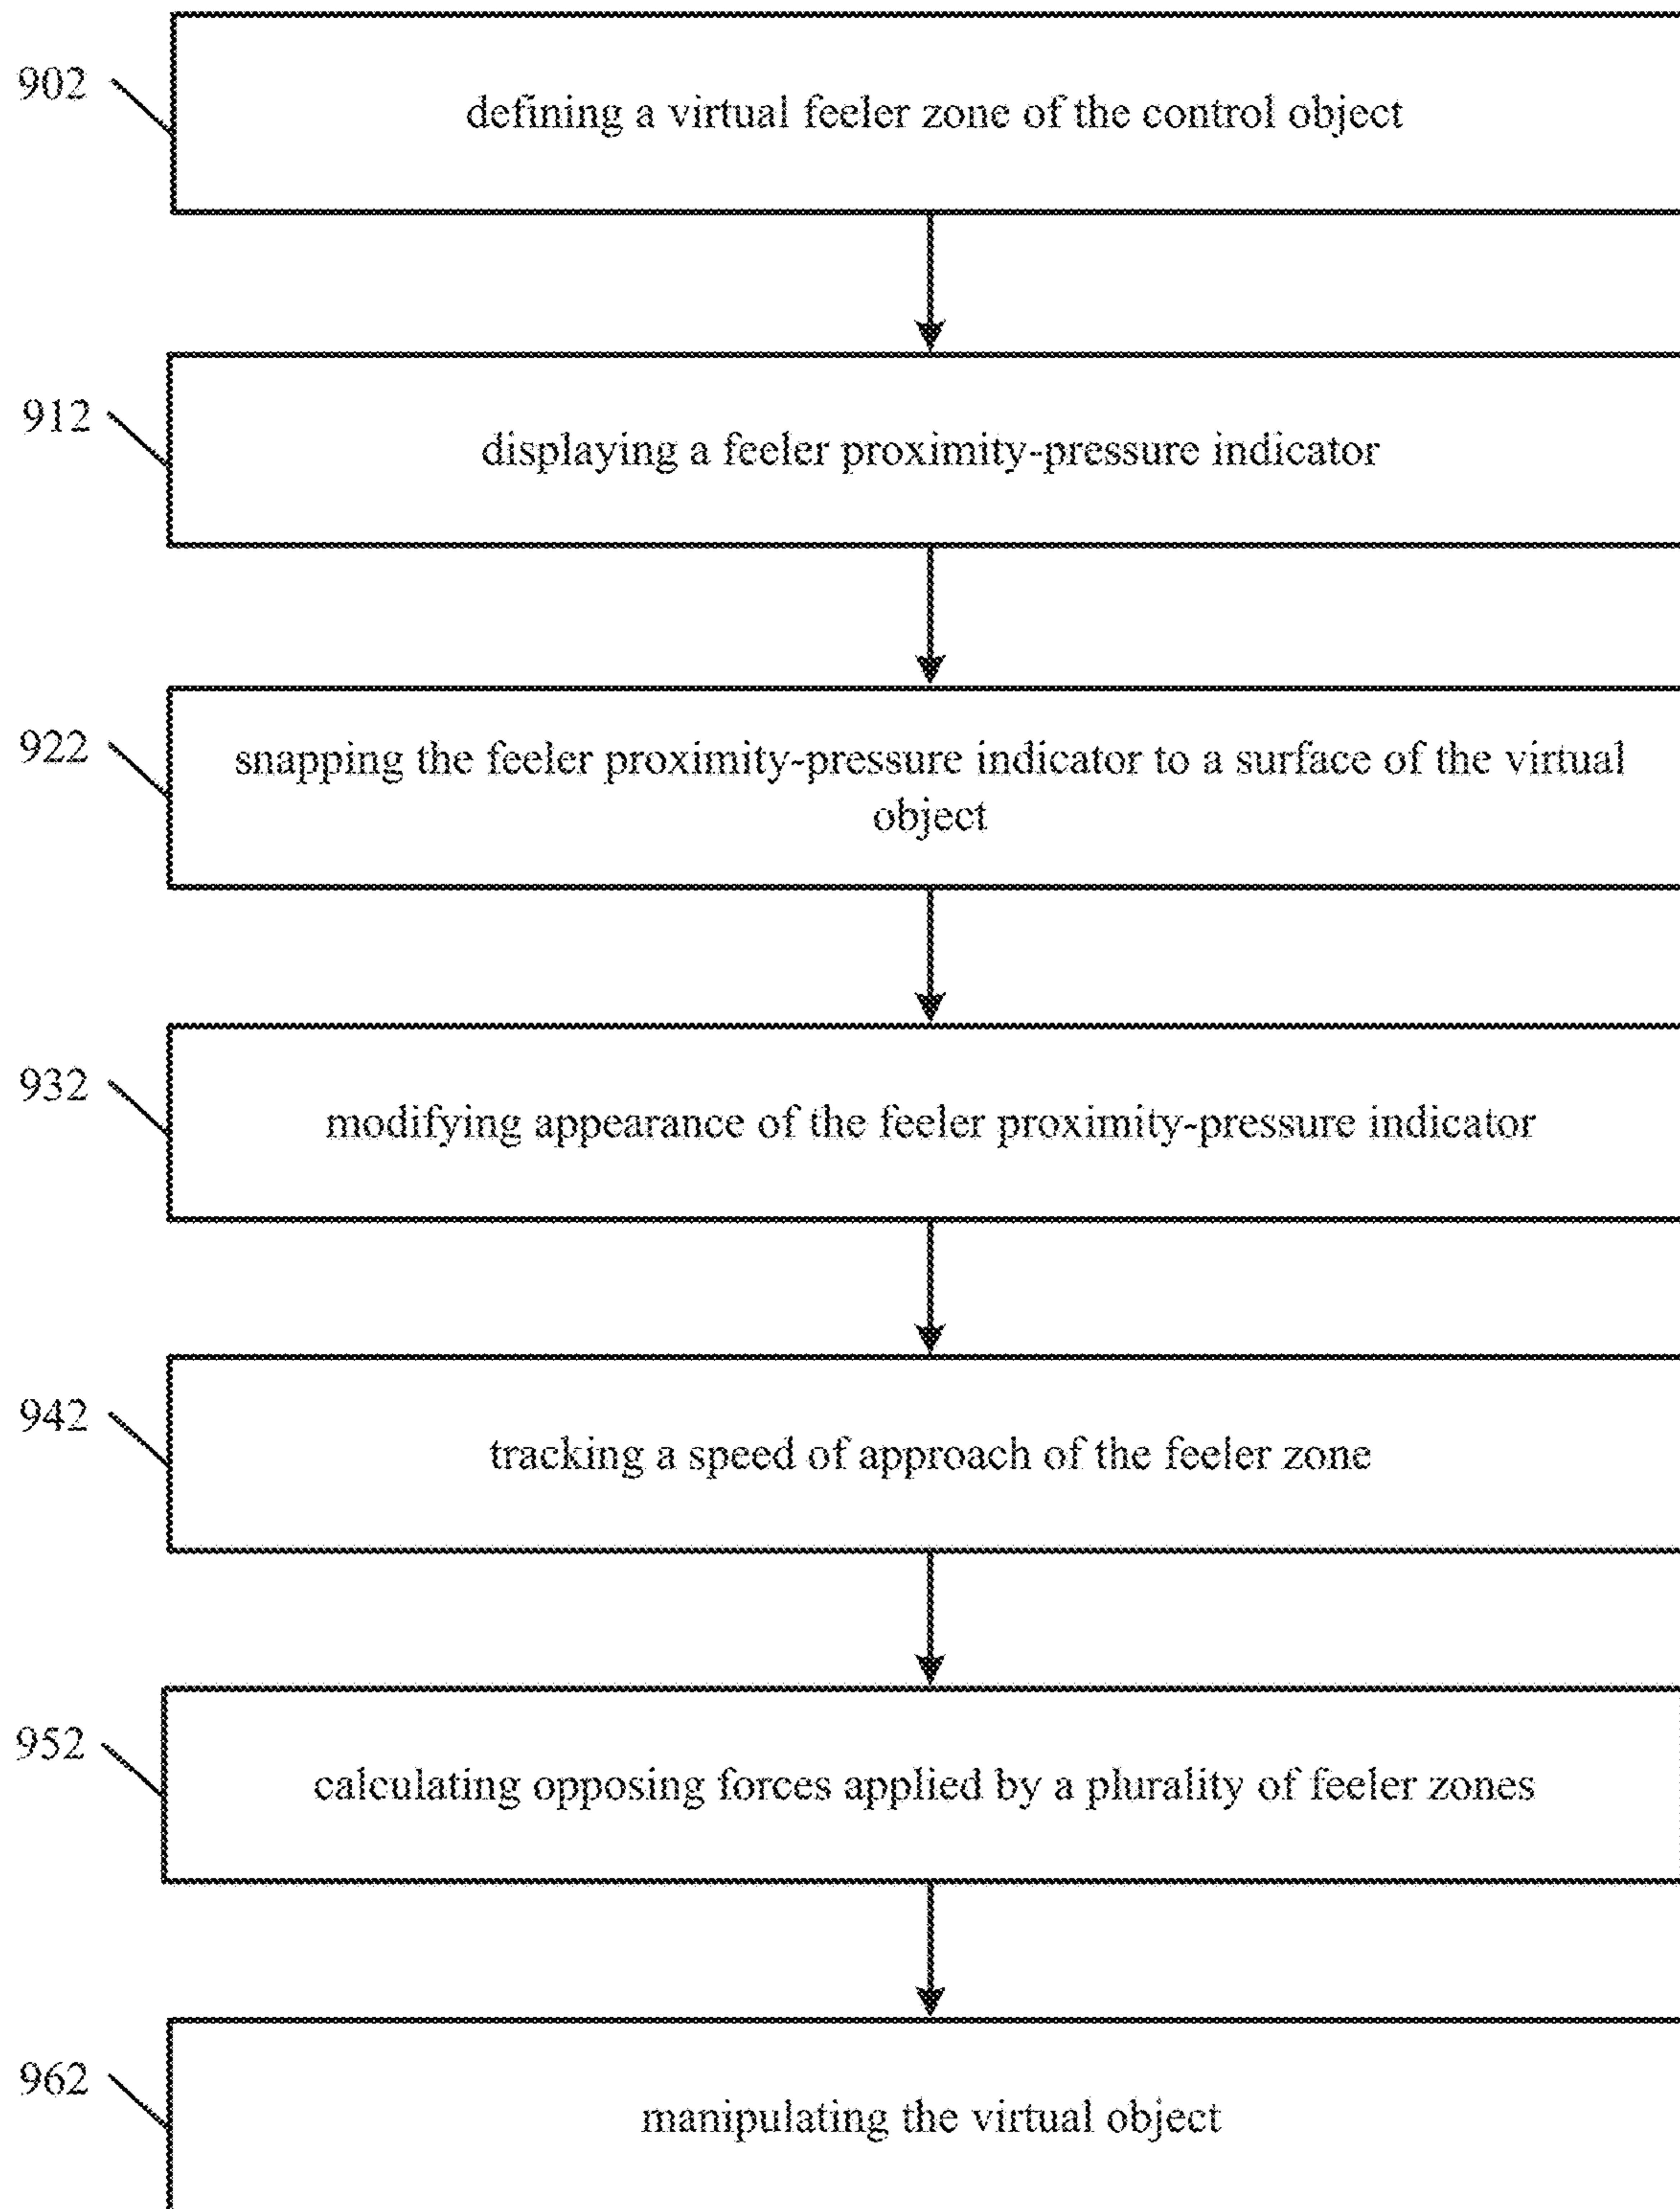 902
defining a virtual feeler zone of the control object
912
displaying a feeler proximity-pressure indicator
922
snapping the feeler proximity-pressure indicator to a surface of the virtual
object
932
modifying appearance of the feeler proximity-pressure indicator
942
tracking a speed of approach of the feeler zone
952
calculating opposing forces applied by a plurality of feeler zones
962
manipulating the virtual object